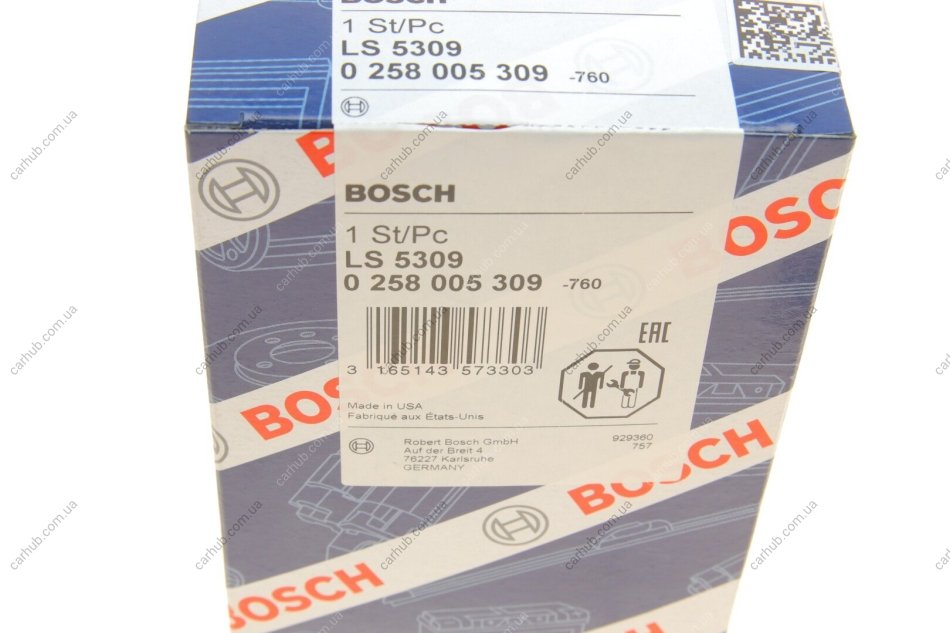 BOSCH
1 St/Pc
LS 5309
0 258 005 309 -760
BOSCH
1 St/Pc
LS 5309
0 258 005 309 -760
EAC
3 165143 573303
Made in USA
Fabriqué aux États-Unis
Robert Bosch GmbH
Auf der Breit 4
76227 Karlsruhe
GERMANY
929360
757
BOSCH
BOSCH
carhub.com.ua